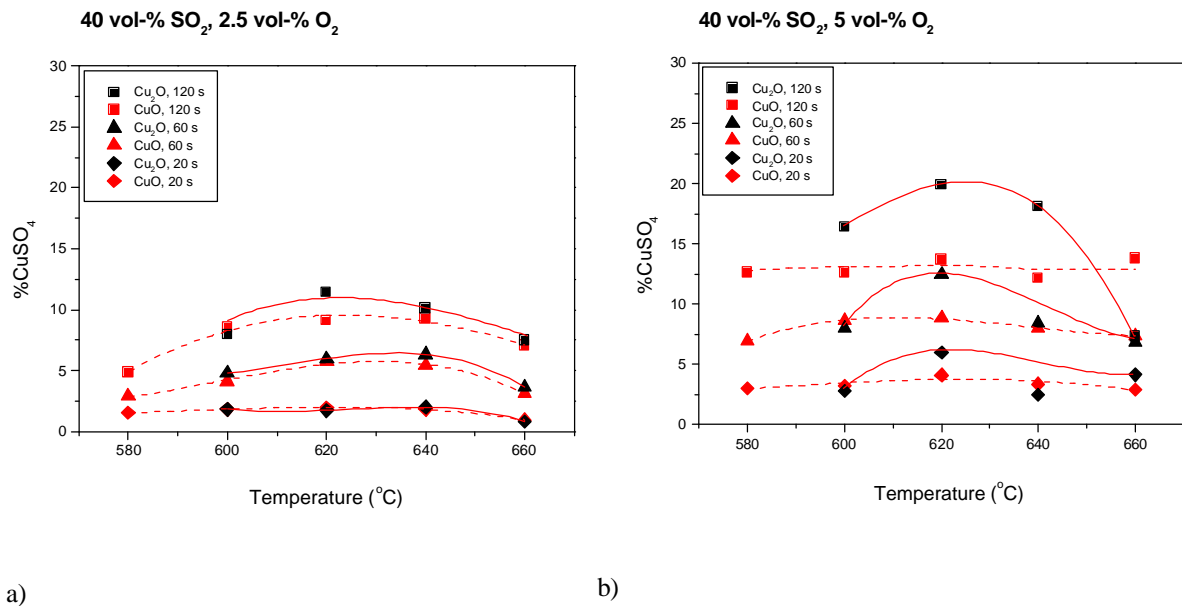 40 vol-% SO₂, 2.5 vol-% O₂
30
25
20
15
10
5
0
%CuSO₄
Cu₂O, 120 s
CuO, 120 s
Cu₂O, 60 s
CuO, 60 s
Cu₂O, 20 s
CuO, 20 s
580 600 620 640 660
Temperature (°C)
a)
40 vol-% SO₂, 5 vol-% O₂
30
25
20
15
10
5
0
%CuSO₄
Cu₂O, 120 s
CuO, 120 s
Cu₂O, 60 s
CuO, 60 s
Cu₂O, 20 s
CuO, 20 s
580 600 620 640 660
Temperature (°C)
b)